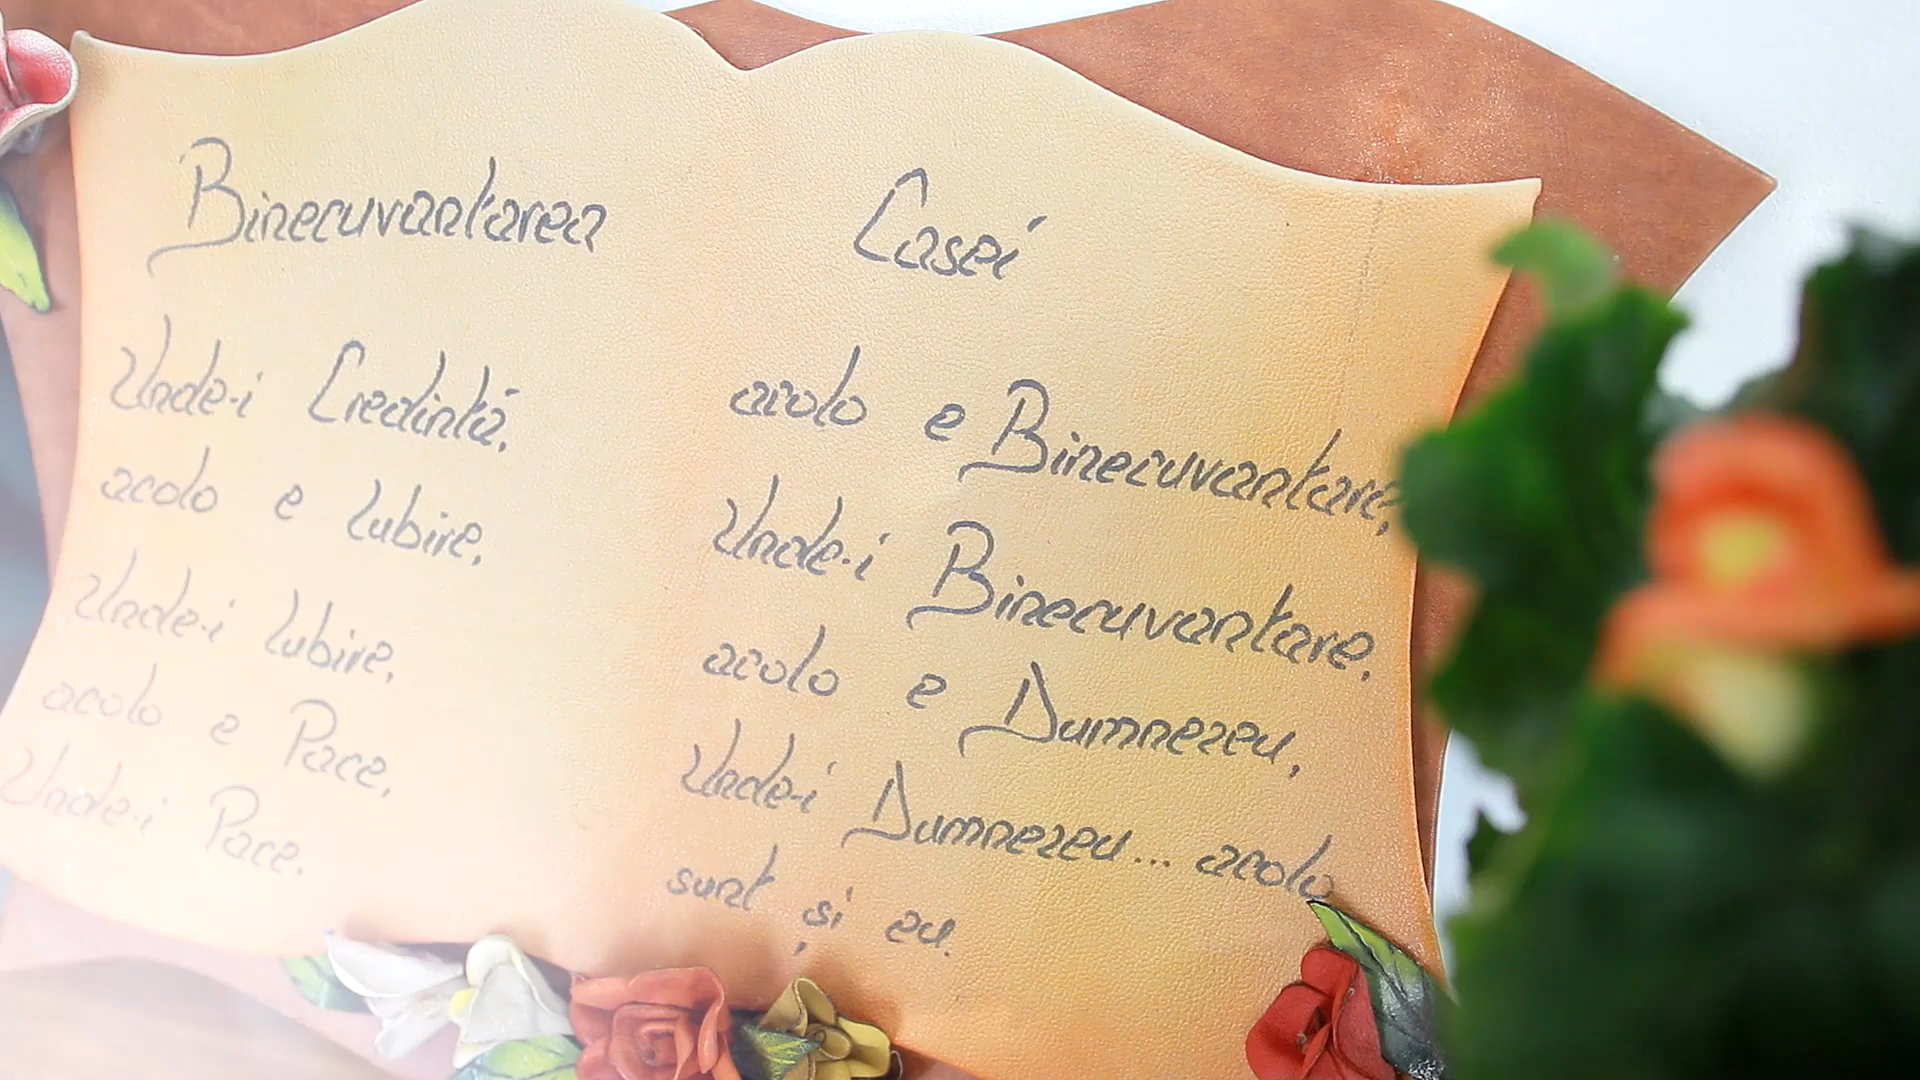 Binecuvantarea Casei
Unde-i Credintă,
acolo e Iubire,
Unde-i Iubire,
acolo e Pace,
Unde-i Pace,
acolo e Binecuvantare,
Unde-i Binecuvantare,
acolo e Dumnezeu,
Unde-i Dumnezeu... acolo
sunt și eu.